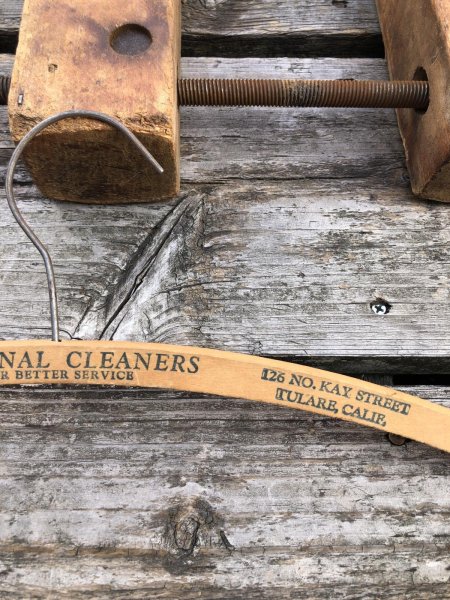 NAL CLEANERS
R BETTER SERVICE
126 NO. KAY STREET
TULARE, CALIF.